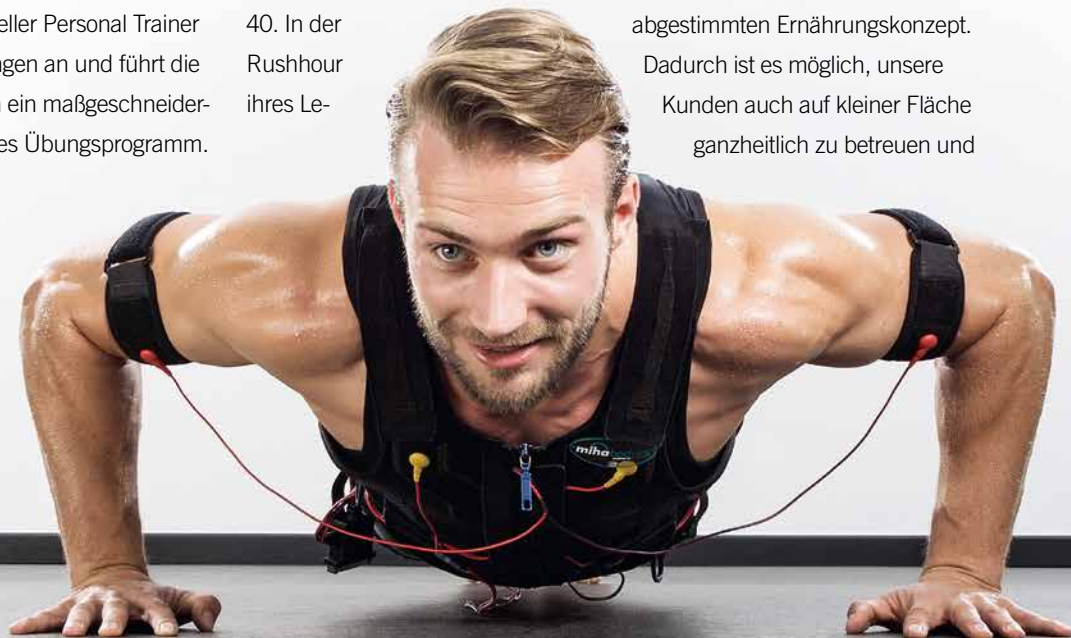 eller Personal Trainer
ngen an und führt die
ein maßgeschneider-
es Übungsprogramm.
40. In der
Rushhour
ihres Le-
abgestimmten Ernährungskonzept.
Dadurch ist es möglich, unsere
Kunden auch auf kleiner Fläche
ganzheitlich zu betreuen und
miha